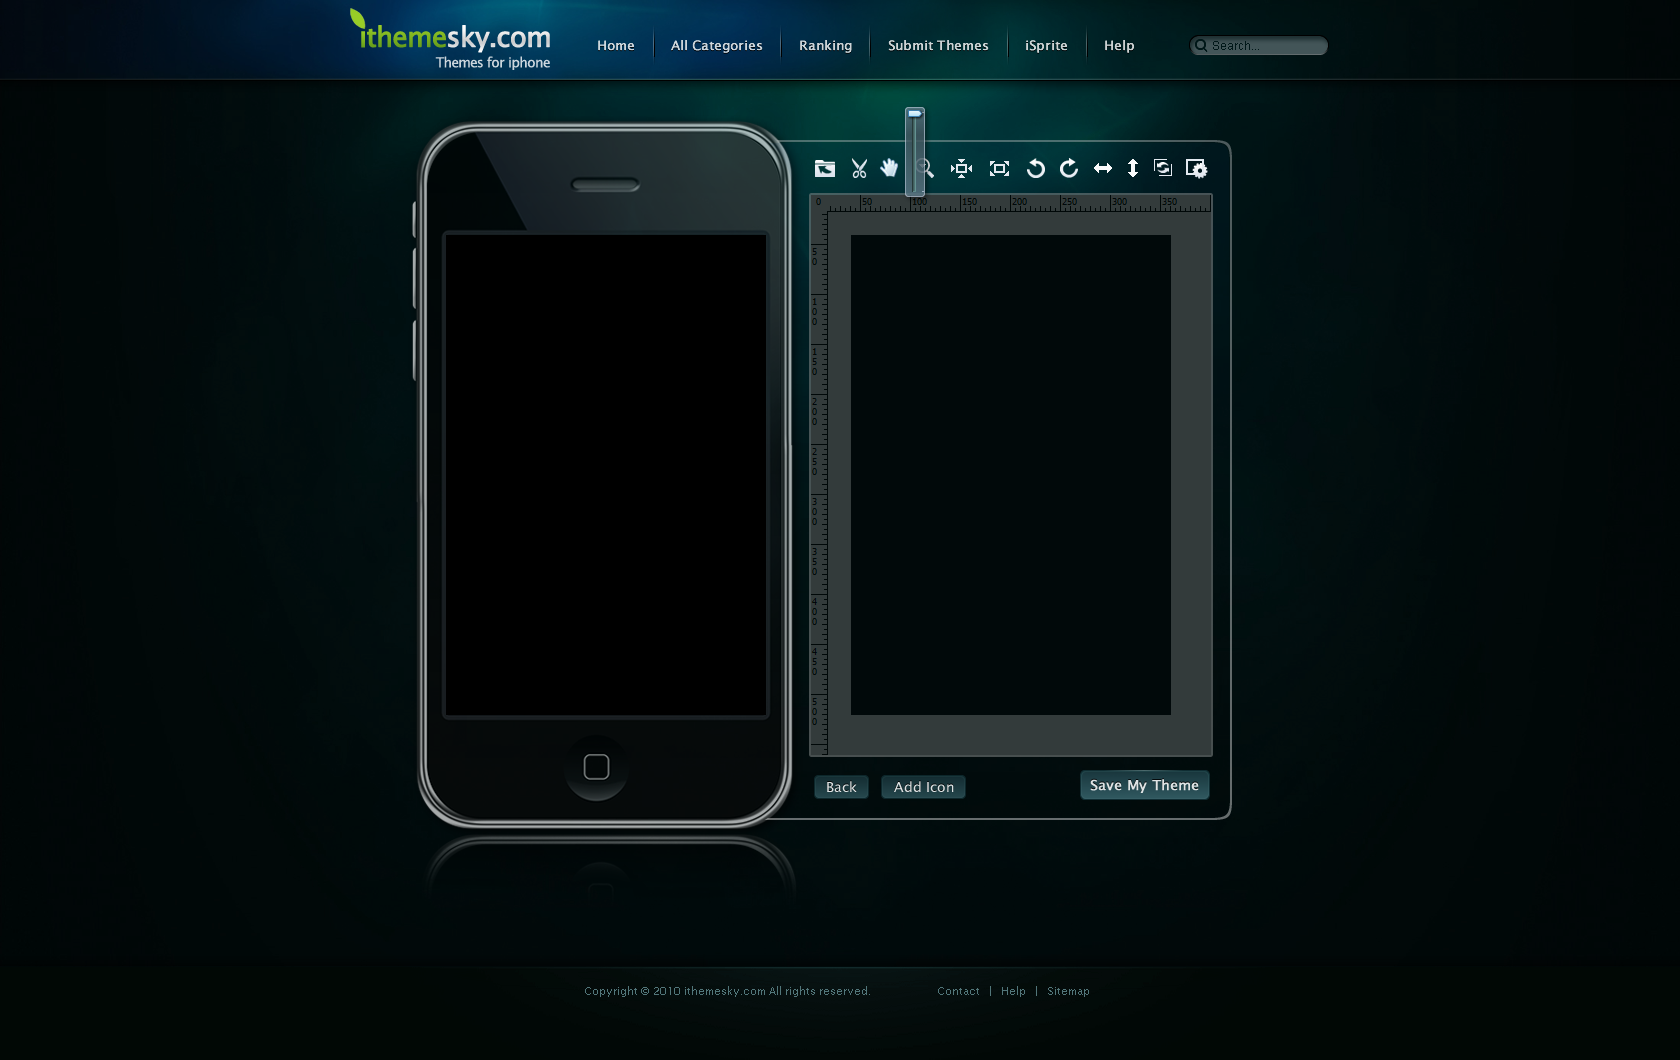 ithemesky.com
Themes for iphone
Home
All Categories
Ranking
Submit Themes
iSprite
Help
Search...
0 50 100 150 200 250 300 350
50
100
150
200
250
300
350
400
450
500
Back
Add Icon
Save My Theme
Copyright © 2010 ithemesky.com All rights reserved.
Contact | Help | Sitemap